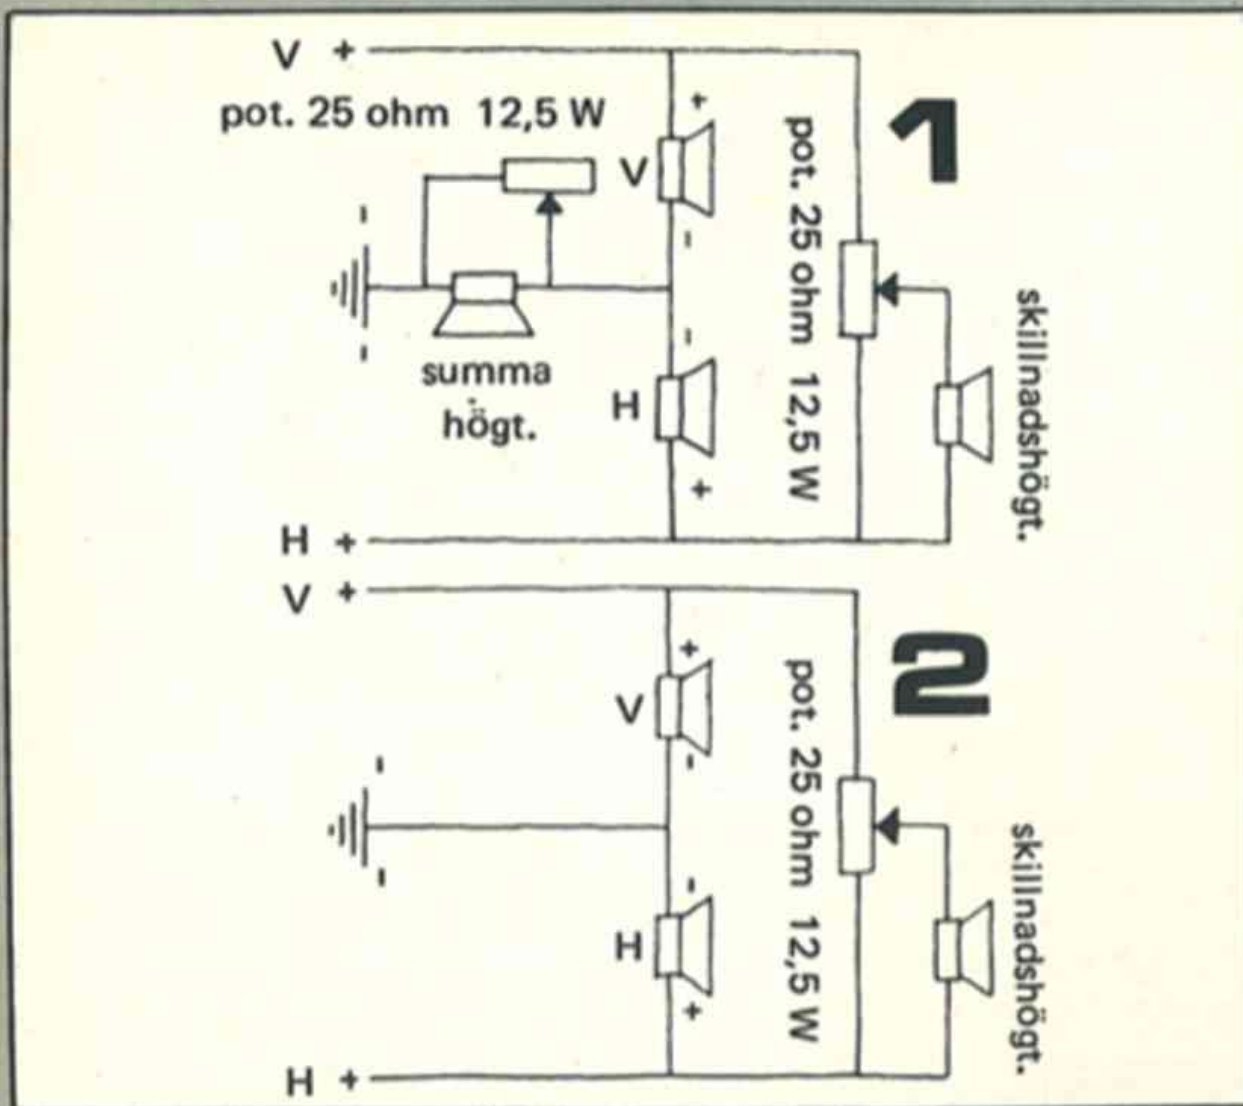 V +
pot. 25 ohm 12,5 W
-
-
summa
högt.
+
V
-
-
H
+
pot. 25 ohm 12,5 W
1
skillnadshögt.
H +
V +
-
-
+
V
-
-
H
+
pot. 25 ohm 12,5 W
2
skillnadshögt.
H +